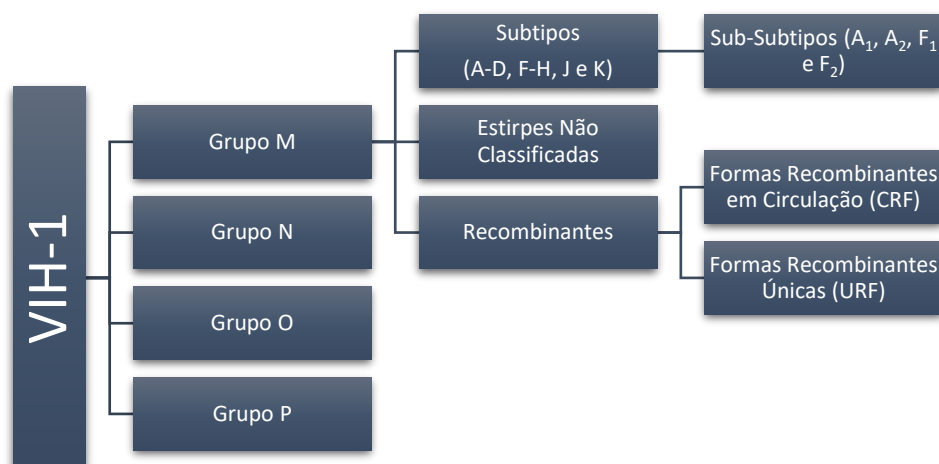 VIH-1
Grupo M
Grupo N
Grupo O
Grupo P
Subtipos
(A-D, F-H, J e K)
Estirpes Não
Classificadas
Recombinantes
Sub-Subtipos (A₁, A₂, F₁
e F₂)
Formas Recombinantes
em Circulação (CRF)
Formas Recombinantes
Únicas (URF)